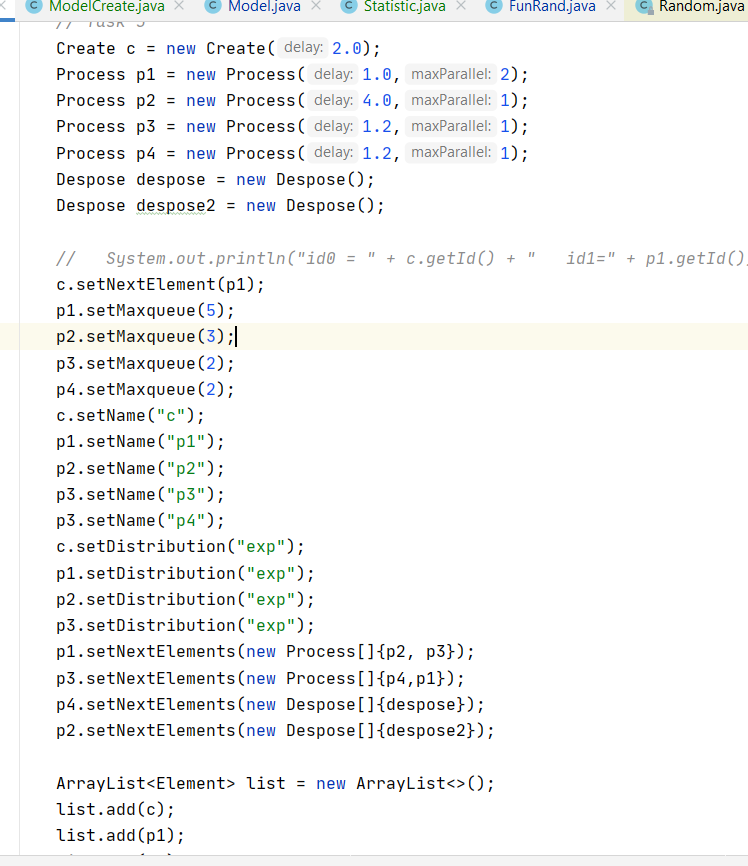 ModelCreate.java Model.java Statistic.java FunRand.java Random.java
// Task 5
Create c = new Create( delay: 2.0);
Process p1 = new Process( delay: 1.0, maxParallel: 2);
Process p2 = new Process( delay: 4.0, maxParallel: 1);
Process p3 = new Process( delay: 1.2, maxParallel: 1);
Process p4 = new Process( delay: 1.2, maxParallel: 1);
Despose despose = new Despose();
Despose despose2 = new Despose();
//   System.out.println("id0 = " + c.getId() + "   id1=" + p1.getId()
c.setNextElement(p1);
p1.setMaxqueue(5);
p2.setMaxqueue(3);
p3.setMaxqueue(2);
p4.setMaxqueue(2);
c.setName("c");
p1.setName("p1");
p2.setName("p2");
p3.setName("p3");
p3.setName("p4");
c.setDistribution("exp");
p1.setDistribution("exp");
p2.setDistribution("exp");
p3.setDistribution("exp");
p1.setNextElements(new Process[]{p2, p3});
p3.setNextElements(new Process[]{p4,p1});
p4.setNextElements(new Despose[]{despose});
p2.setNextElements(new Despose[]{despose2});
ArrayList<Element> list = new ArrayList<>();
list.add(c);
list.add(p1);